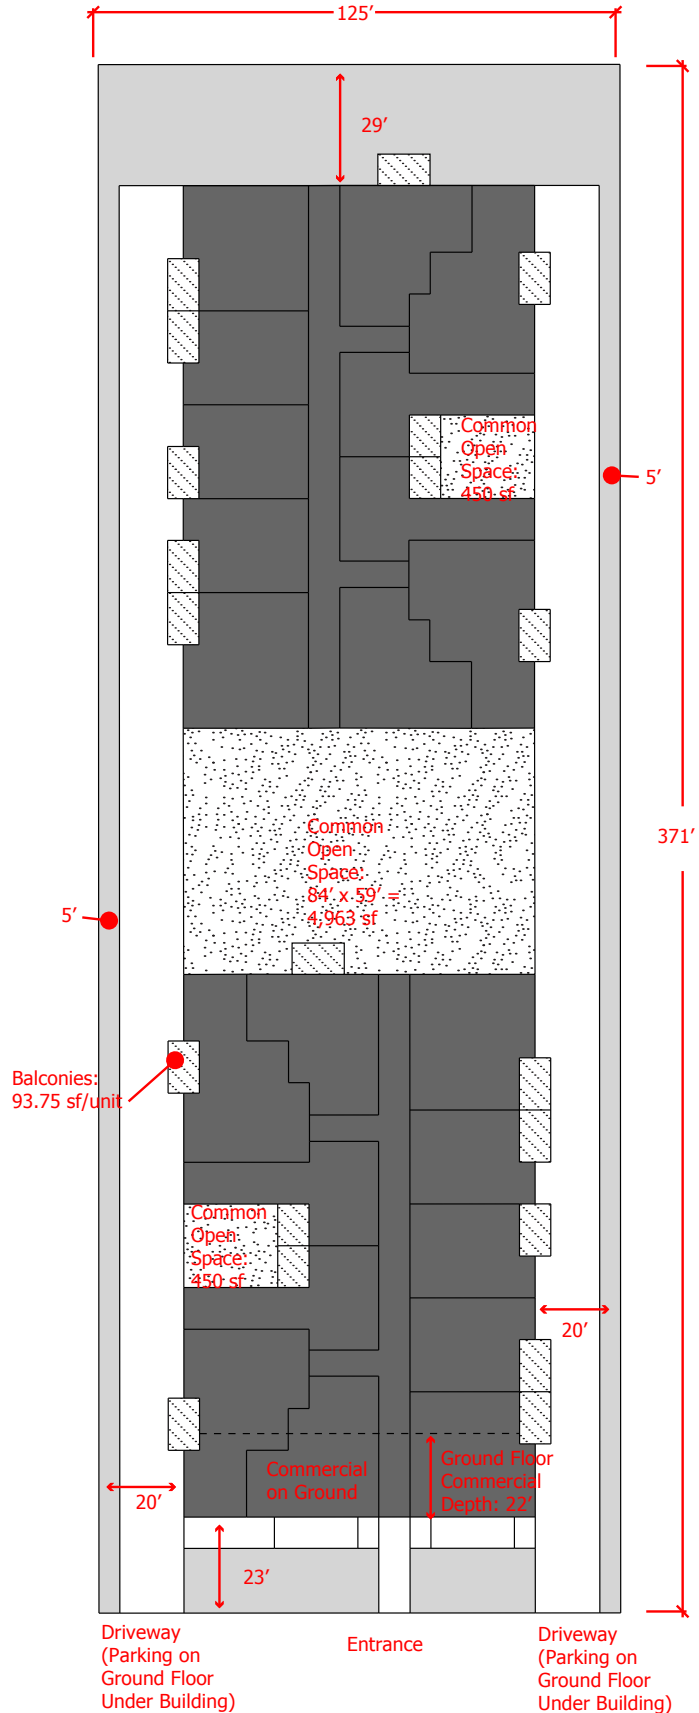 125′
29′
Common
Open
Space:
450 sf
5′
371′
Common
Open
Space:
84′ x 59′ =
4,963 sf
5′
Balconies:
93.75 sf/unit
Common
Open
Space:
450 sf
20′
Ground Floor
Commercial
Depth: 22′
Commercial
on Ground
20′
23′
Driveway
(Parking on
Ground Floor
Under Building)
Entrance
Driveway
(Parking on
Ground Floor
Under Building)